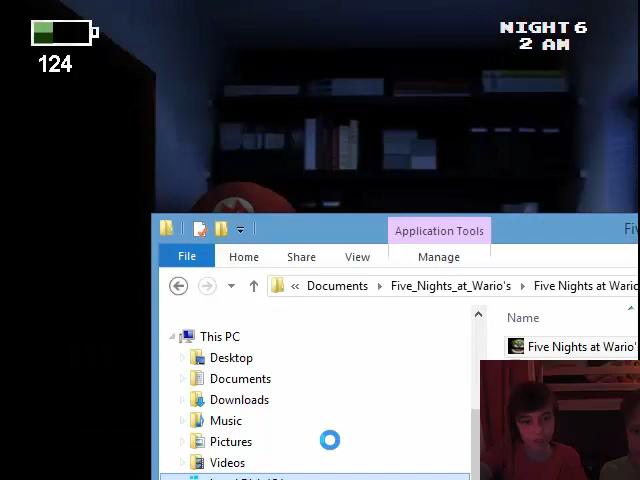 NIGHT 6
2 AM
124
Application Tools
File Home Share View Manage
« Documents Five_Nights_at_Wario's Five Nights at Wario
Name
This PC
Five Nights at Wario'
Desktop
Documents
Downloads
Music
Pictures
Videos